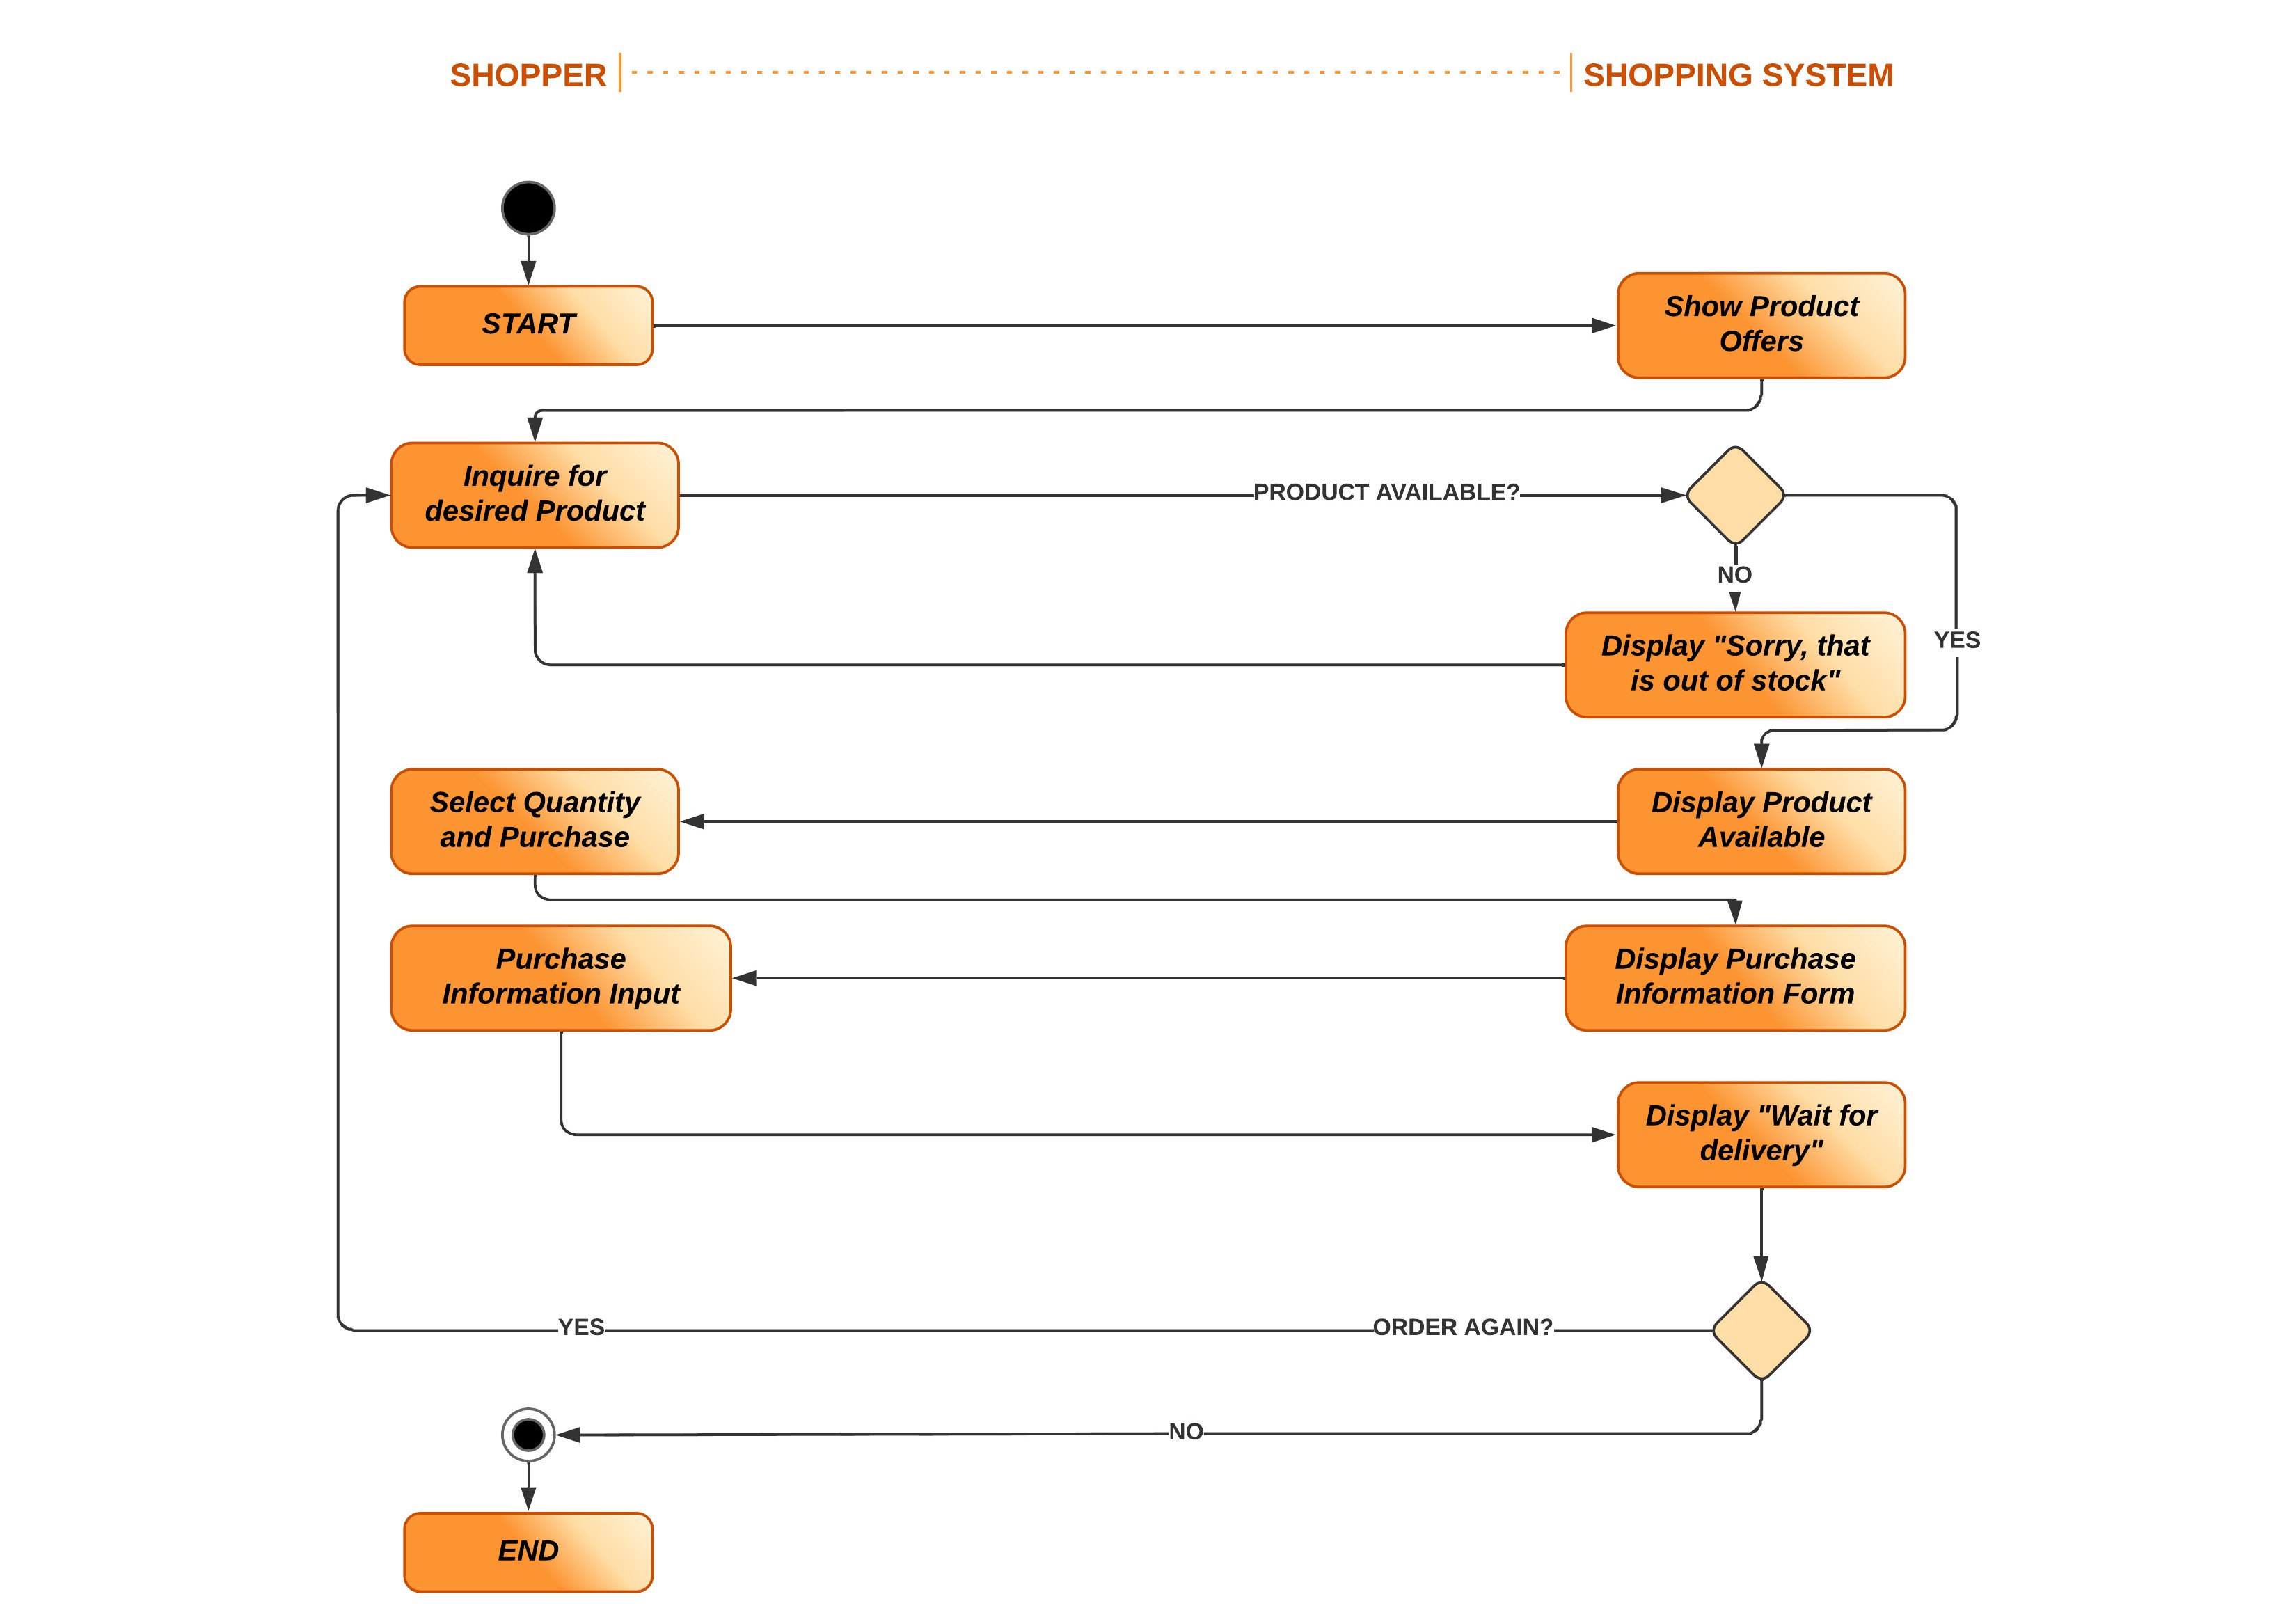 SHOPPER
SHOPPING SYSTEM
START
Show Product
Offers
Inquire for
desired Product
PRODUCT AVAILABLE?
NO
YES
Display "Sorry, that
is out of stock"
Select Quantity
and Purchase
Display Product
Available
Purchase
Information Input
Display Purchase
Information Form
Display "Wait for
delivery"
YES
ORDER AGAIN?
NO
END